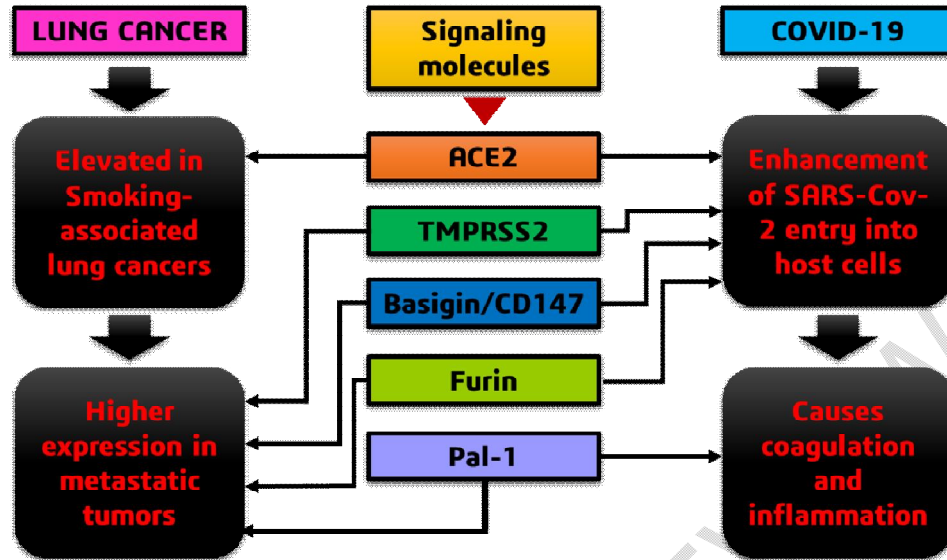 LUNG CANCER
Signaling
molecules
COVID-19
Elevated in
Smoking-
associated
lung cancers
ACE2
Enhancement
of SARS-Cov-
2 entry into
host cells
TMPRSS2
Basigin/CD147
Furin
Higher
expression in
metastatic
tumors
Pal-1
Causes
coagulation
and
inflammation